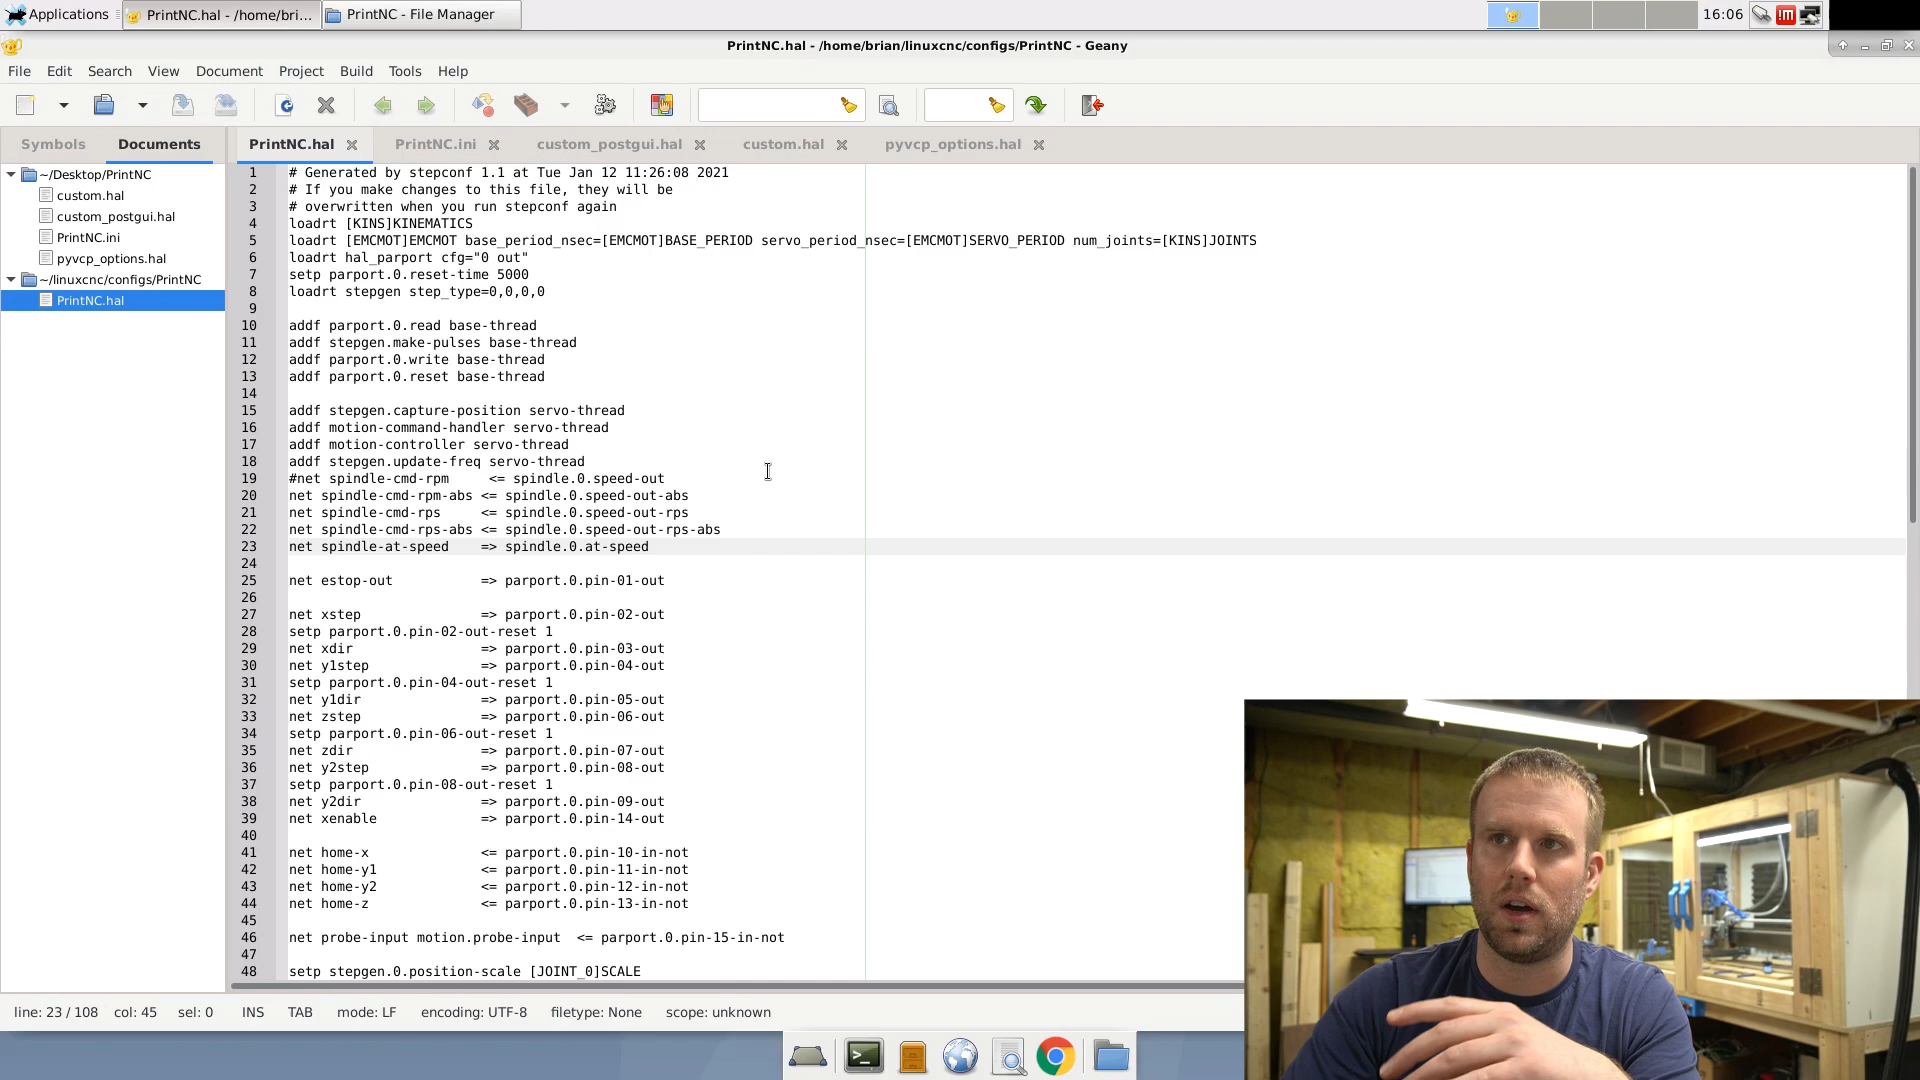 Applications
PrintNC.hal - /home/bri...
PrintNC - File Manager
16:06
PrintNC.hal - /home/brian/linuxcnc/configs/PrintNC - Geany
File Edit Search View Document Project Build Tools Help
Symbols Documents
PrintNC.hal PrintNC.ini custom_postgui.hal custom.hal pyvcp_options.hal
~/Desktop/PrintNC
custom.hal
custom_postgui.hal
PrintNC.ini
pyvcp_options.hal
~/linuxcnc/configs/PrintNC
PrintNC.hal
1 # Generated by stepconf 1.1 at Tue Jan 12 11:26:08 2021
2 # If you make changes to this file, they will be
3 # overwritten when you run stepconf again
4 loadrt [KINS]KINEMATICS
5 loadrt [EMCMOT]EMCMOT base_period_nsec=[EMCMOT]BASE_PERIOD servo_period_nsec=[EMCMOT]SERVO_PERIOD num_joints=[KINS]JOINTS
6 loadrt hal_parport cfg="0 out"
7 setp parport.0.reset-time 5000
8 loadrt stepgen step_type=0,0,0,0
9
10 addf parport.0.read base-thread
11 addf stepgen.make-pulses base-thread
12 addf parport.0.write base-thread
13 addf parport.0.reset base-thread
14
15 addf stepgen.capture-position servo-thread
16 addf motion-command-handler servo-thread
17 addf motion-controller servo-thread
18 addf stepgen.update-freq servo-thread
19 #net spindle-cmd-rpm <= spindle.0.speed-out
20 net spindle-cmd-rpm-abs <= spindle.0.speed-out-abs
21 net spindle-cmd-rps <= spindle.0.speed-out-rps
22 net spindle-cmd-rps-abs <= spindle.0.speed-out-rps-abs
23 net spindle-at-speed => spindle.0.at-speed
24
25 net estop-out => parport.0.pin-01-out
26
27 net xstep => parport.0.pin-02-out
28 setp parport.0.pin-02-out-reset 1
29 net xdir => parport.0.pin-03-out
30 net y1step => parport.0.pin-04-out
31 setp parport.0.pin-04-out-reset 1
32 net y1dir => parport.0.pin-05-out
33 net zstep => parport.0.pin-06-out
34 setp parport.0.pin-06-out-reset 1
35 net zdir => parport.0.pin-07-out
36 net y2step => parport.0.pin-08-out
37 setp parport.0.pin-08-out-reset 1
38 net y2dir => parport.0.pin-09-out
39 net xenable => parport.0.pin-14-out
40
41 net home-x <= parport.0.pin-10-in-not
42 net home-y1 <= parport.0.pin-11-in-not
43 net home-y2 <= parport.0.pin-12-in-not
44 net home-z <= parport.0.pin-13-in-not
45
46 net probe-input motion.probe-input <= parport.0.pin-15-in-not
47
48 setp stepgen.0.position-scale [JOINT_0]SCALE
line: 23 / 108 col: 45 sel: 0 INS TAB mode: LF encoding: UTF-8 filetype: None scope: unknown